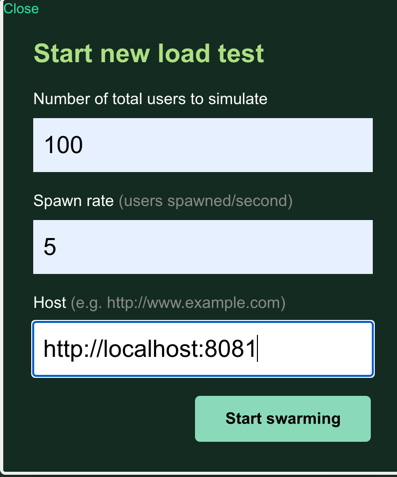 Close
Start new load test
Number of total users to simulate
100
Spawn rate (users spawned/second)
5
Host (e.g. http://www.example.com)
http://localhost:8081
Start swarming